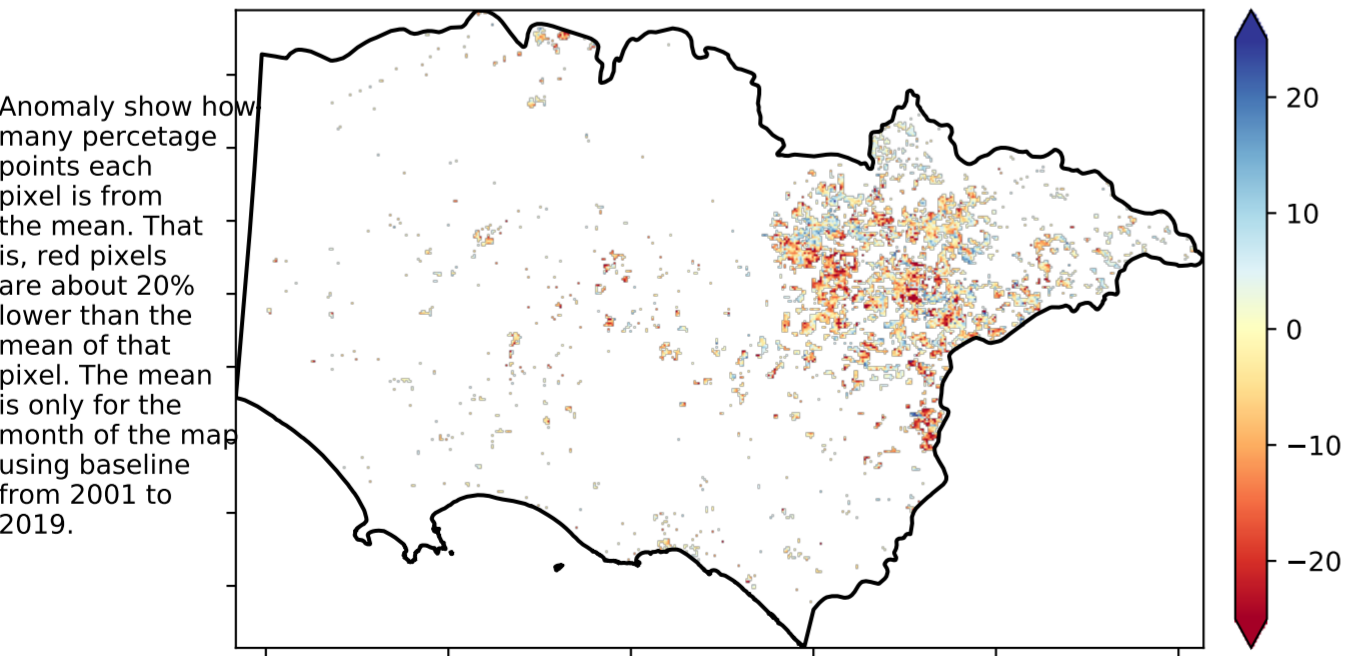 Anomaly show how
many percetage
points each
pixel is from
the mean. That
is, red pixels
are about 20%
lower than the
mean of that
pixel. The mean
is only for the
month of the map
using baseline
from 2001 to
2019.
20
10
0
−10
−20